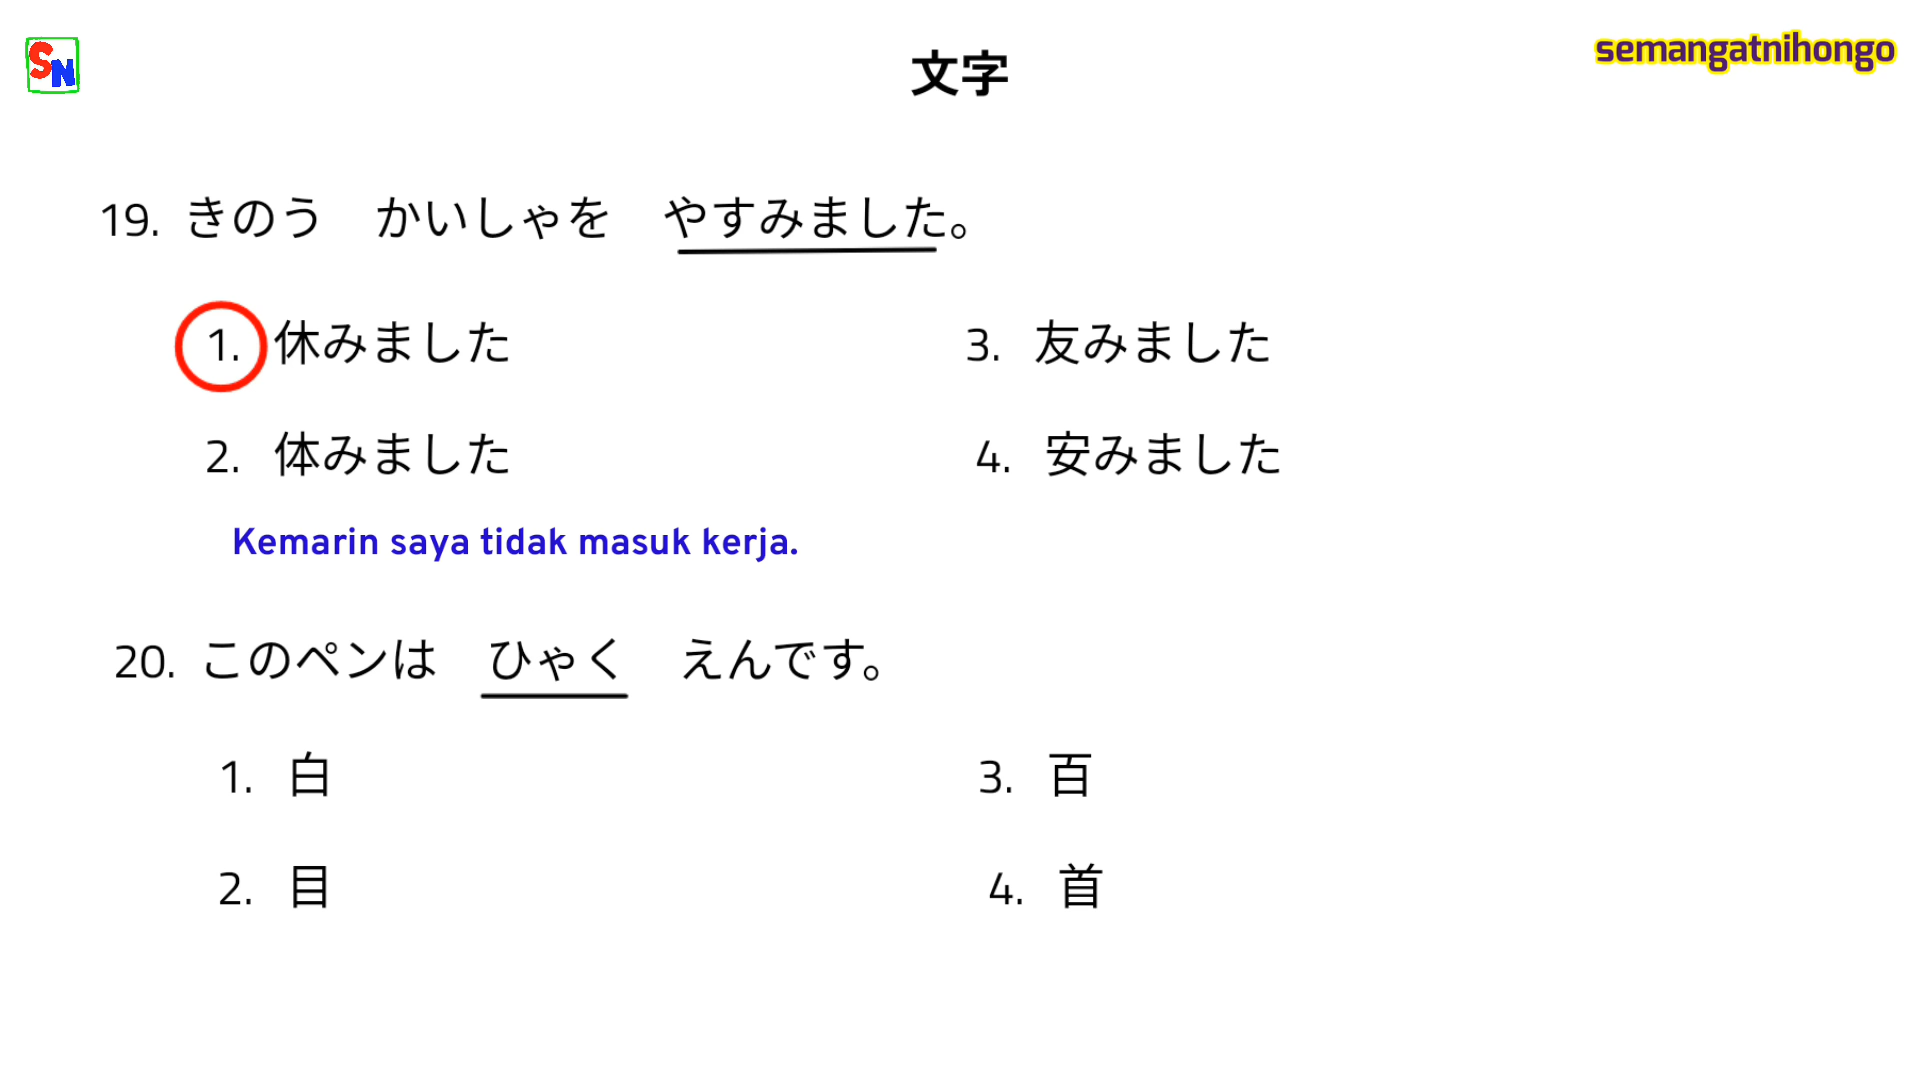 SN
文字
semangatnihongo
19. きのう　かいしゃを　やすみました。
1. 休みました
3. 友みました
2. 体みました
4. 安みました
Kemarin saya tidak masuk kerja.
20. このペンは　ひゃく　えんです。
1. 白
3. 百
2. 目
4. 首